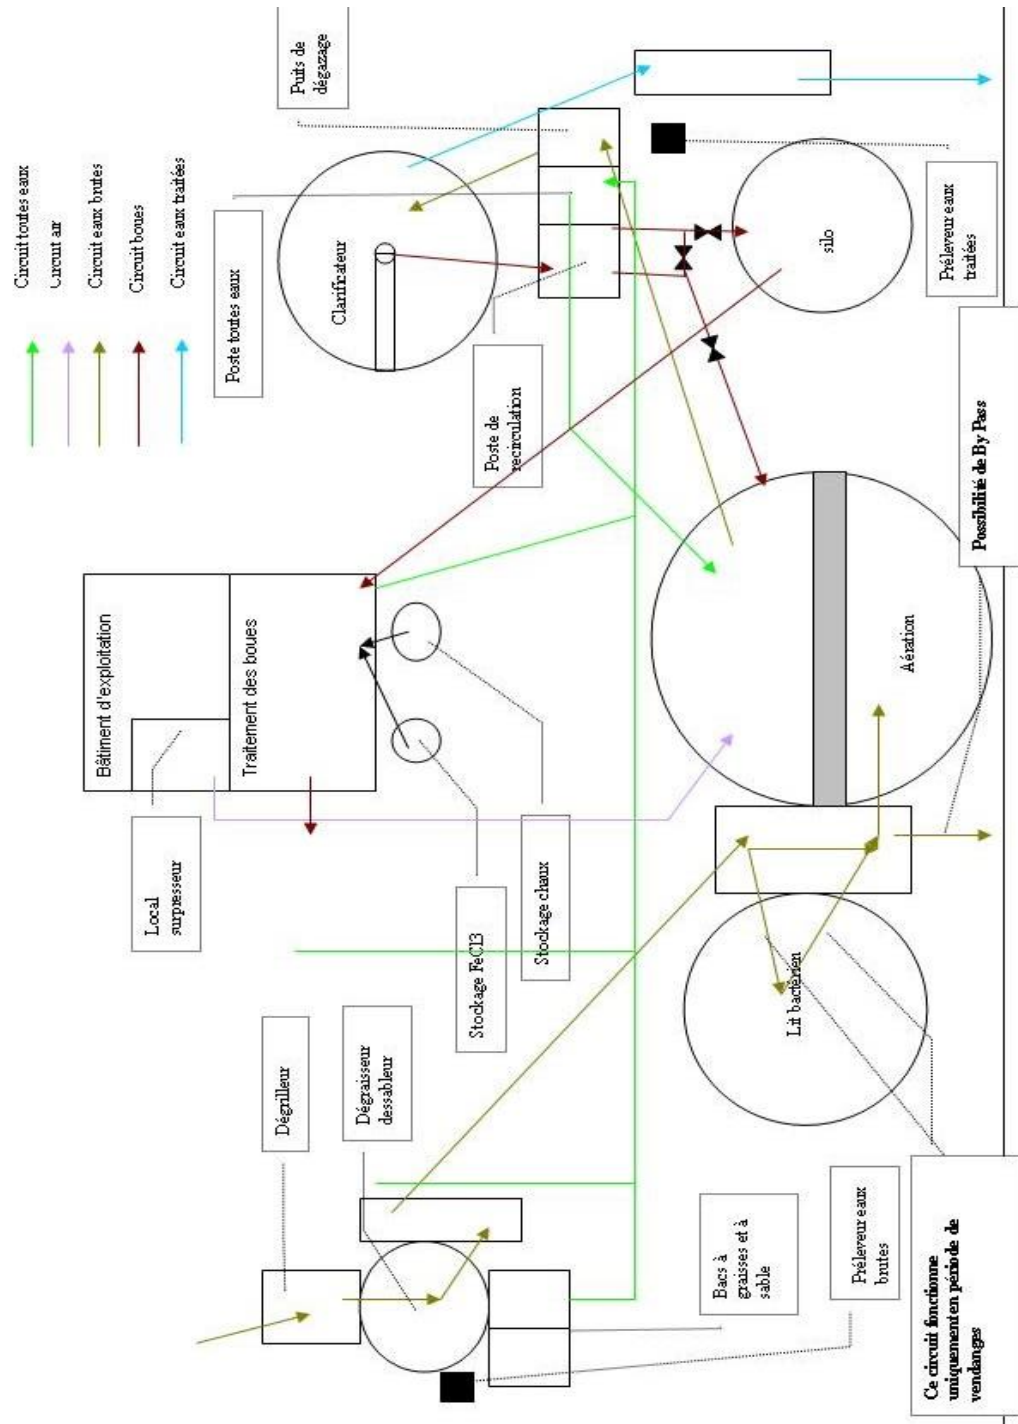 Circuit toutes eaux
Circuit air
Circuit eaux brutes
Circuit boues
Circuit eaux traitées
Puits de
dégazage
Poste toutes eaux
Clarificateur
Poste de
recirculation
silo
Préleveur eaux
traitées
Possibilité de By Pass
Bâtiment d'exploitation
Traitement des boues
Local
surpresseur
Stockage FeCl3
Stockage chaux
Aération
Lit bactérien
Dégrilleur
Dégraisseur
dessableur
Bacs à
graisses et à
sable
Préleveur eaux
brutes
Ce circuit fonctionne
uniquement en période de
vendanges